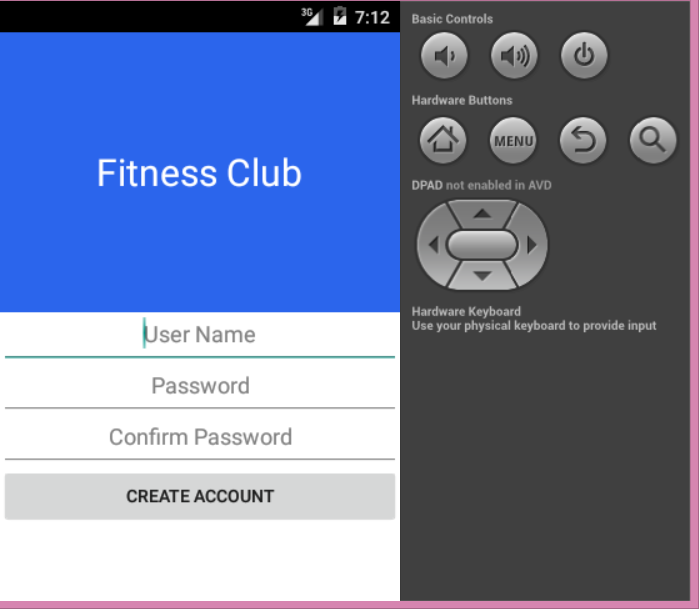 3G 7:12
Fitness Club
User Name
Password
Confirm Password
CREATE ACCOUNT
Basic Controls
Hardware Buttons
MENU
DPAD not enabled in AVD
Hardware Keyboard
Use your physical keyboard to provide input